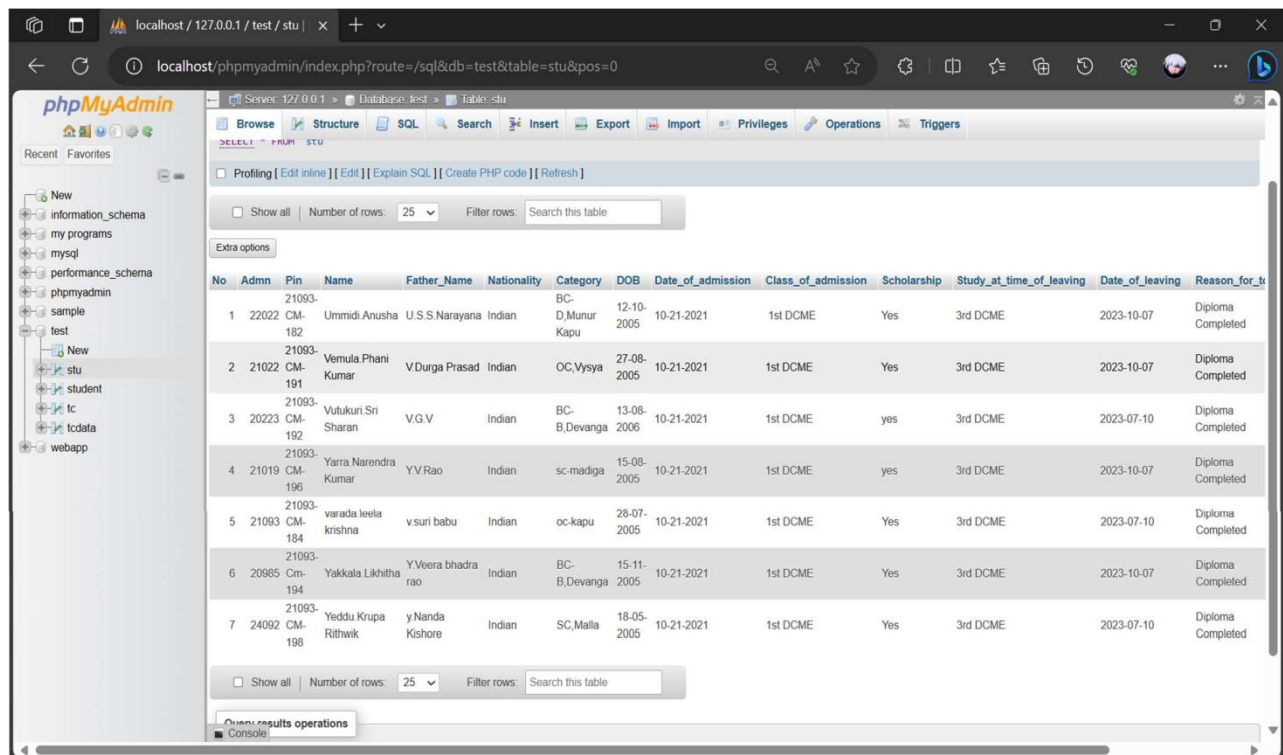 localhost / 127.0.0.1 / test / stu |
localhost/phpmyadmin/index.php?route=/sql&db=test&table=stu&pos=0
phpMyAdmin
Recent Favorites
New
information_schema
my programs
mysql
performance_schema
phpmyadmin
sample
test
New
stu
student
tc
tcdata
webapp
Server: 127.0.0.1 » Database: test » Table: stu
Browse Structure SQL Search Insert Export Import Privileges Operations Triggers
SELECT * FROM `stu`
Profiling [ Edit inline ] [ Edit ] [ Explain SQL ] [ Create PHP code ] [ Refresh ]
Show all | Number of rows: 25 Filter rows: Search this table
Extra options
No Admn Pin Name Father_Name Nationality Category DOB Date_of_admission Class_of_admission Scholarship Study_at_time_of_leaving Date_of_leaving Reason_for_tc
1 22022 21093-CM-182 Ummidi.Anusha U.S.S.Narayana Indian BC-D,Munur Kapu 12-10-2005 10-21-2021 1st DCME Yes 3rd DCME 2023-10-07 Diploma Completed
2 21022 21093-CM-191 Vemula.Phani Kumar V.Durga Prasad Indian OC,Vysya 27-08-2005 10-21-2021 1st DCME Yes 3rd DCME 2023-10-07 Diploma Completed
3 20223 21093-CM-192 Vutukuri.Sri Sharan V.G.V Indian BC-B,Devanga 13-08-2006 10-21-2021 1st DCME yes 3rd DCME 2023-07-10 Diploma Completed
4 21019 21093-CM-196 Yarra.Narendra Kumar Y.V.Rao Indian sc-madiga 15-08-2005 10-21-2021 1st DCME yes 3rd DCME 2023-10-07 Diploma Completed
5 21093 21093-CM-184 varada.leela krishna v.suri babu Indian oc-kapu 28-07-2005 10-21-2021 1st DCME Yes 3rd DCME 2023-07-10 Diploma Completed
6 20985 21093-Cm-194 Yakkala.Likhitha Y.Veera bhadra rao Indian BC-B,Devanga 15-11-2005 10-21-2021 1st DCME Yes 3rd DCME 2023-10-07 Diploma Completed
7 24092 21093-CM-198 Yeddu.Krupa Rithwik y.Nanda Kishore Indian SC,Malla 18-05-2005 10-21-2021 1st DCME Yes 3rd DCME 2023-07-10 Diploma Completed
Show all | Number of rows: 25 Filter rows: Search this table
Query results operations
Console